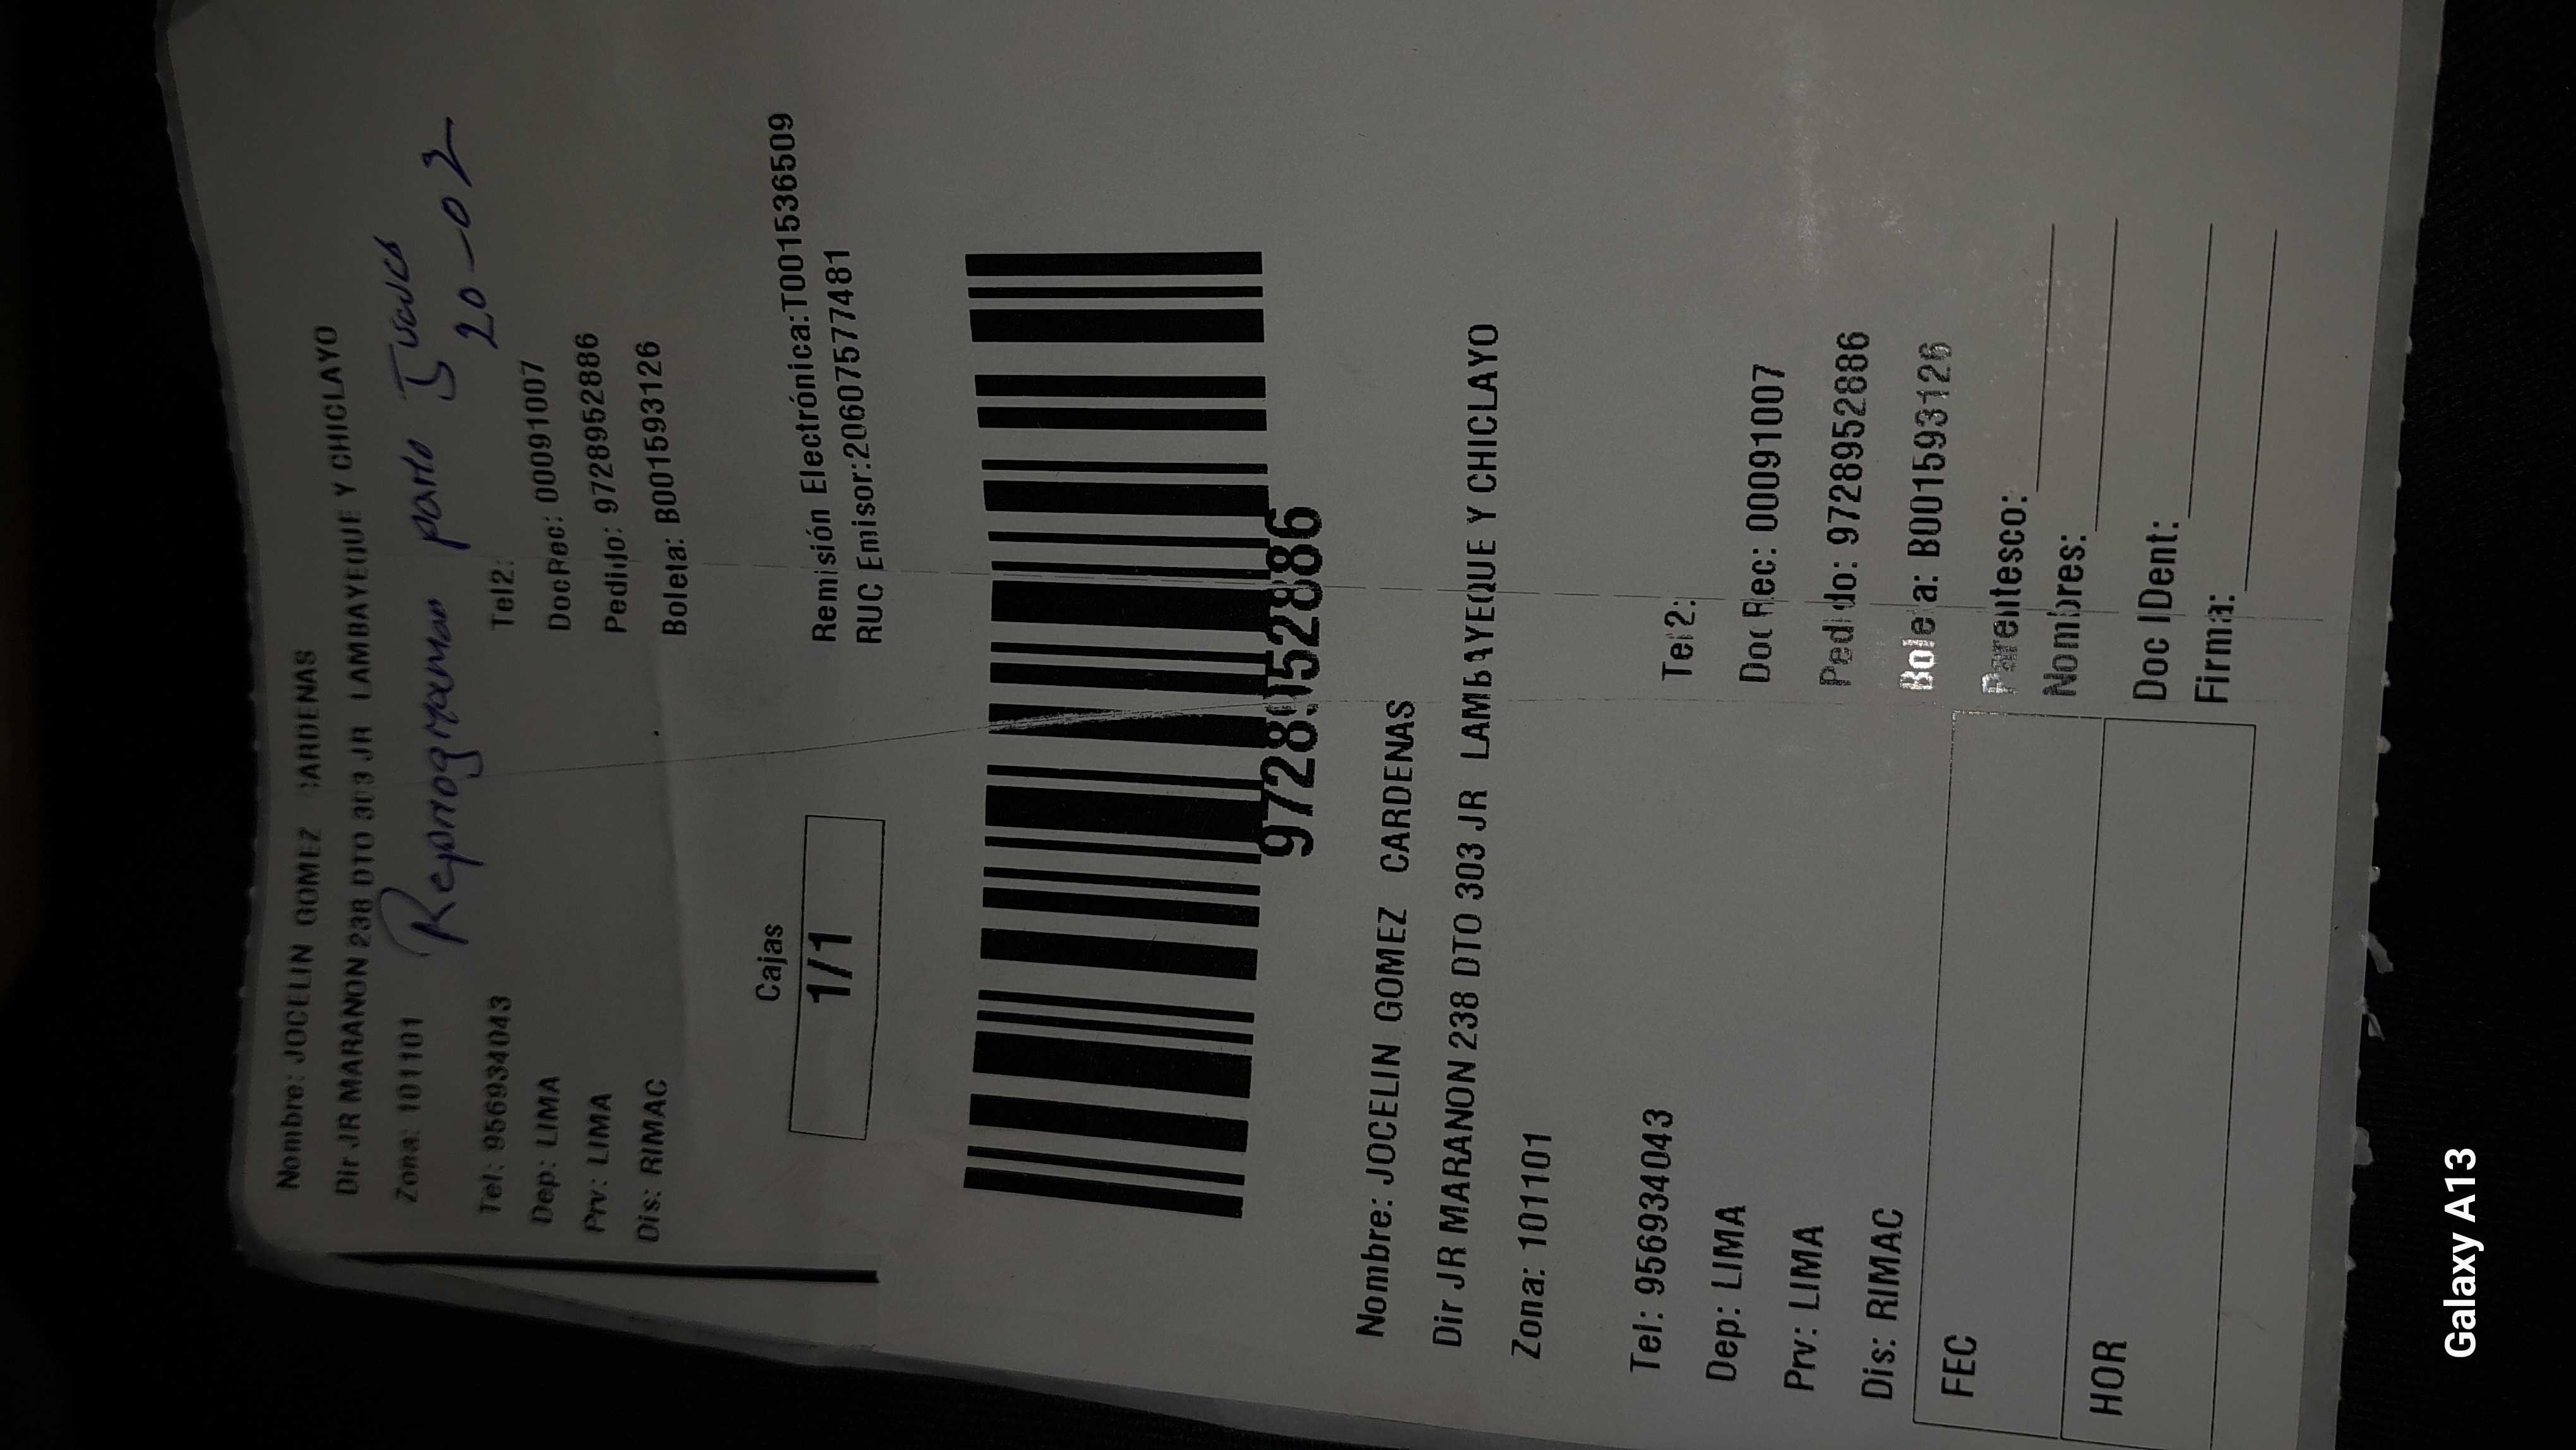 Nombre: JOCELIN GOMEZ CARDENAS
Dir JR MARANON 238 DTO 303 JR LAMBAYEQUE Y CHICLAYO
Zona: 101101
Reprogramar para Jueves
20-02
Tel: 956934043 Tel2:
Dep: LIMA DocRec: 00091007
Prv: LIMA Pedido: 9728952886
Dis: RIMAC Boleta: B001593126
Cajas
1/1
Remisión Electrónica:T001536509
RUC Emisor:20607577481
9728952886
Nombre: JOCELIN GOMEZ CARDENAS
Dir JR MARANON 238 DTO 303 JR LAMBAYEQUE Y CHICLAYO
Zona: 101101
Tel: 956934043 Tel2:
Dep: LIMA DocRec: 00091007
Prv: LIMA Pedido: 9728952886
Dis: RIMAC Boleta: B001593126
FEC
HOR
Parentesco:
Nombres:
Doc IDent:
Firma:
Galaxy A13